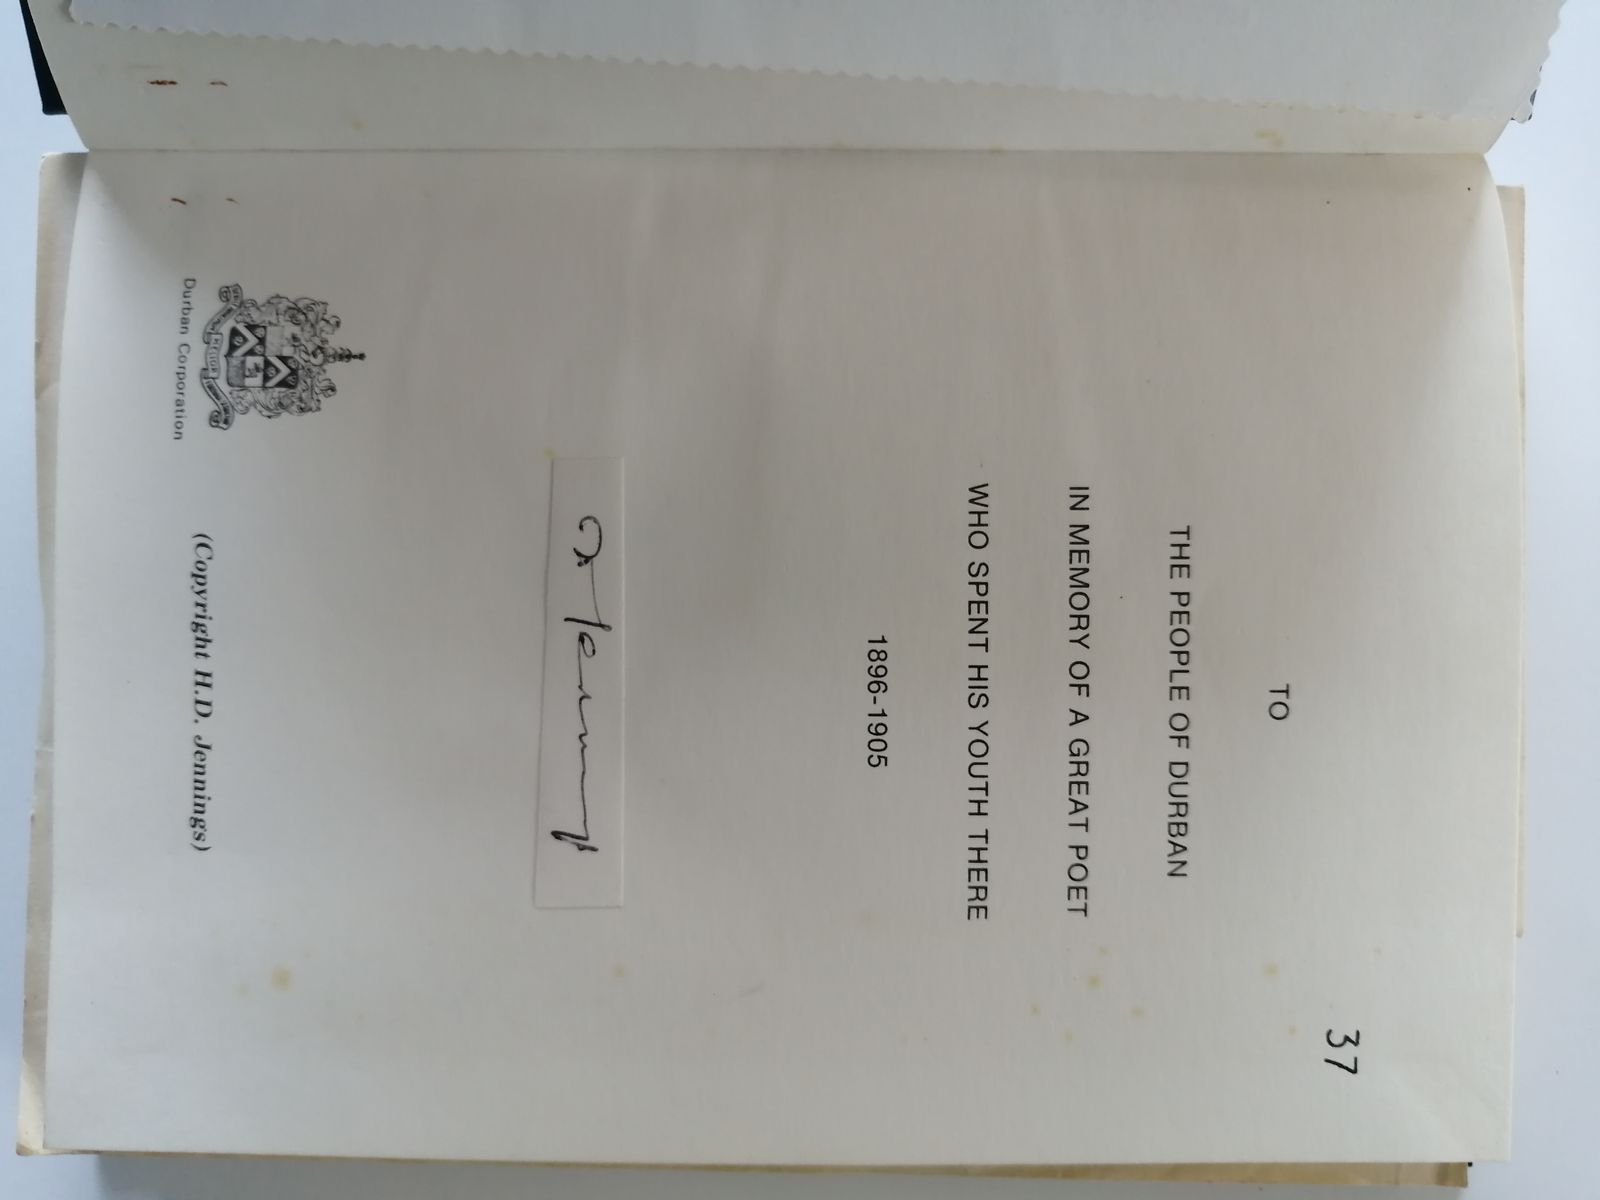 37
TO
THE PEOPLE OF DURBAN
IN MEMORY OF A GREAT POET
WHO SPENT HIS YOUTH THERE
1896-1905
Jennings
Durban Corporation
(Copyright H.D. Jennings)